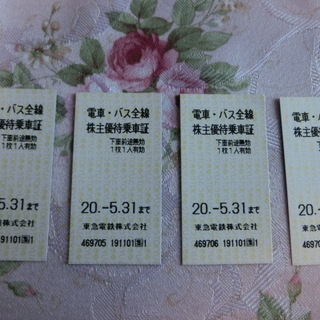 優待乗車証
前途無効
人有効
5.31まで
株式会社
191101
1
電車・バス全線
株主優待乗車証
下車前途無効
1枚1人有効
20.-5.31まで
東急電鉄株式会社
469705 191101
1
電車・バス全線
株主優待乗車証
下車前途無効
1枚1人有効
20.-5.31まで
東急電鉄株式会社
469706 191101
1
電車・バ
株主優待
下
1
20.-5
東急電鉄
46970